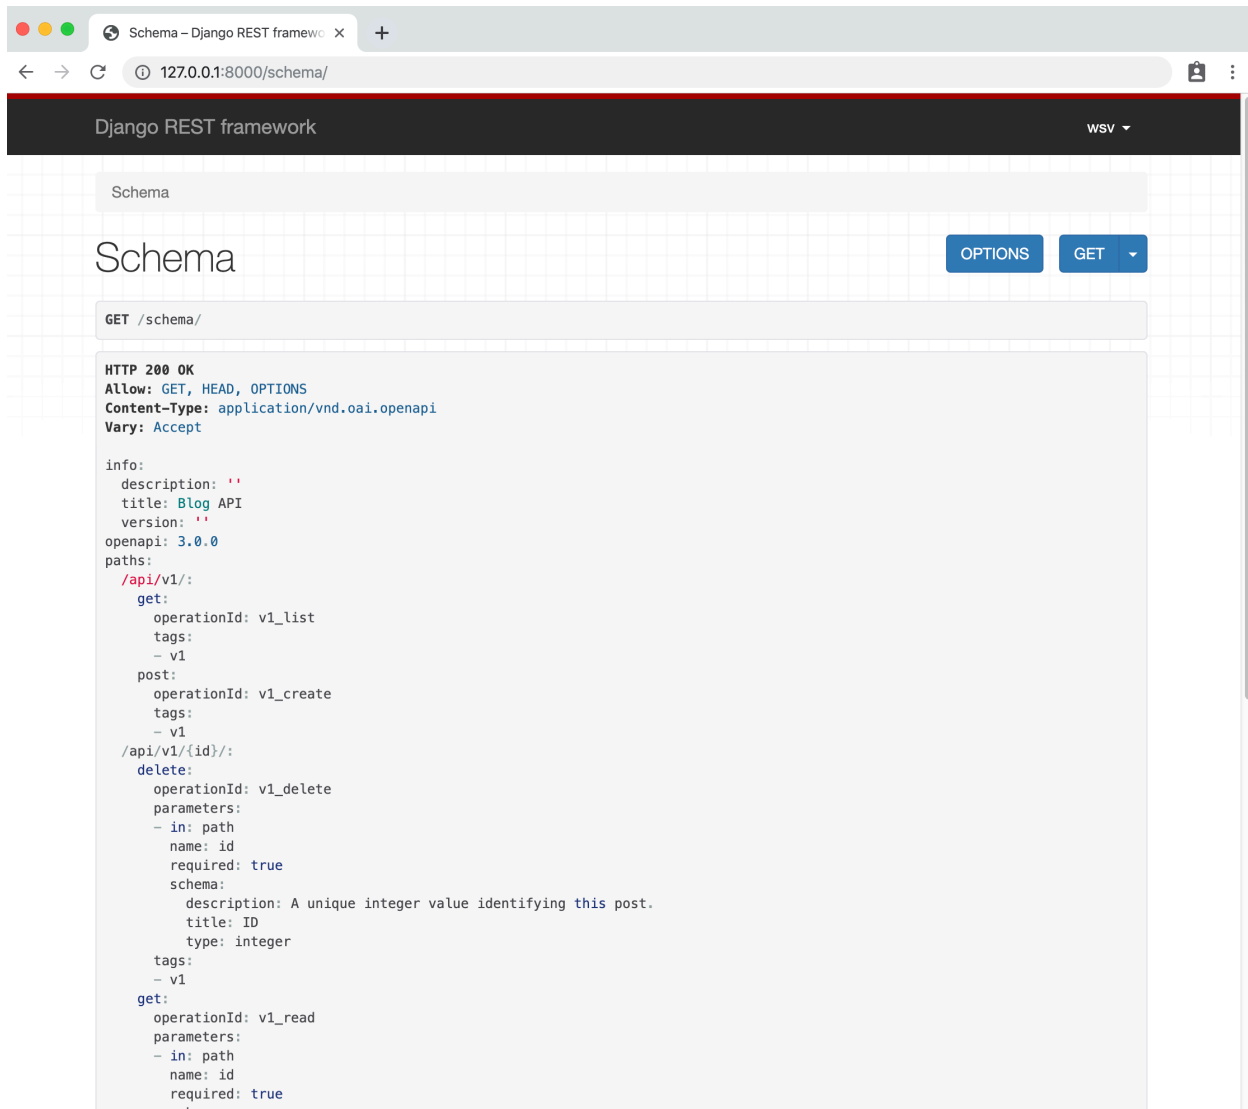 Schema – Django REST framewo
127.0.0.1:8000/schema/
Django REST framework
wsv
Schema
Schema
OPTIONS
GET
GET /schema/
HTTP 200 OK
Allow: GET, HEAD, OPTIONS
Content-Type: application/vnd.oai.openapi
Vary: Accept
info:
  description: ''
  title: Blog API
  version: ''
openapi: 3.0.0
paths:
  /api/v1/:
    get:
      operationId: v1_list
      tags:
      - v1
    post:
      operationId: v1_create
      tags:
      - v1
  /api/v1/{id}/:
    delete:
      operationId: v1_delete
      parameters:
      - in: path
        name: id
        required: true
        schema:
          description: A unique integer value identifying this post.
          title: ID
          type: integer
      tags:
      - v1
    get:
      operationId: v1_read
      parameters:
      - in: path
        name: id
        required: true